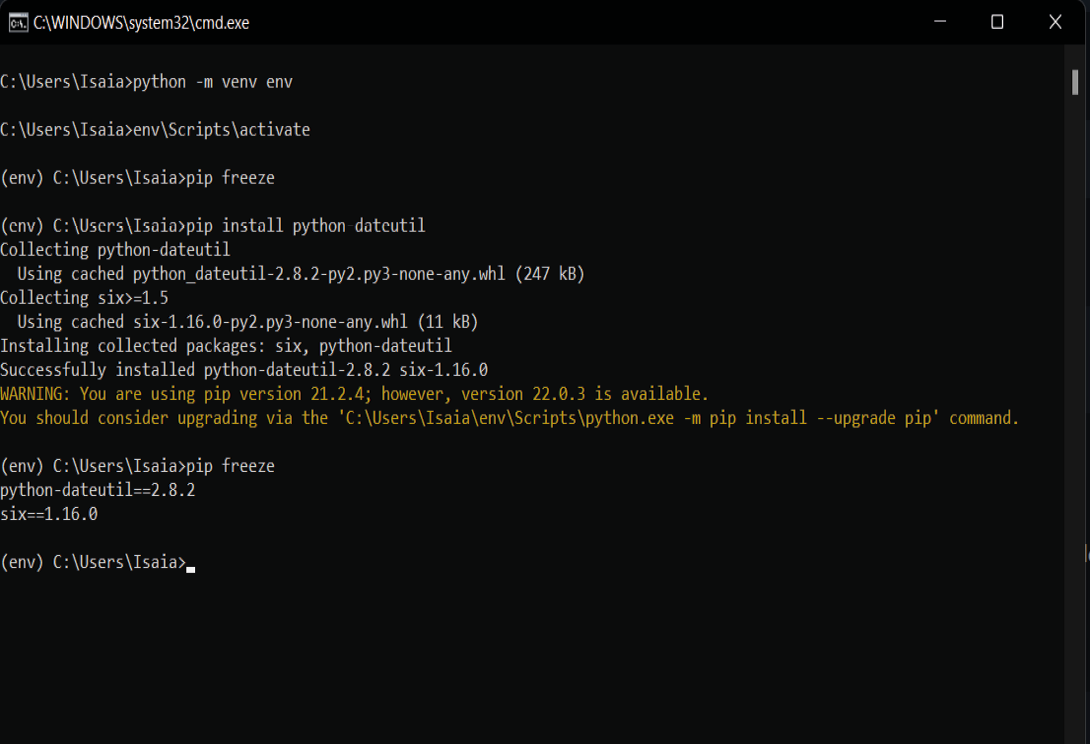 C:\WINDOWS\system32\cmd.exe
C:\Users\Isaia>python -m venv env
C:\Users\Isaia>env\Scripts\activate
(env) C:\Users\Isaia>pip freeze
(env) C:\Users\Isaia>pip install python dateutil
Collecting python-dateutil
  Using cached python_dateutil-2.8.2-py2.py3-none-any.whl (247 kB)
Collecting six>=1.5
  Using cached six-1.16.0-py2.py3-none-any.whl (11 kB)
Installing collected packages: six, python-dateutil
Successfully installed python-dateutil-2.8.2 six-1.16.0
WARNING: You are using pip version 21.2.4; however, version 22.0.3 is available.
You should consider upgrading via the 'C:\Users\Isaia\env\Scripts\python.exe -m pip install --upgrade pip' command.
(env) C:\Users\Isaia>pip freeze
python-dateutil==2.8.2
six==1.16.0
(env) C:\Users\Isaia>